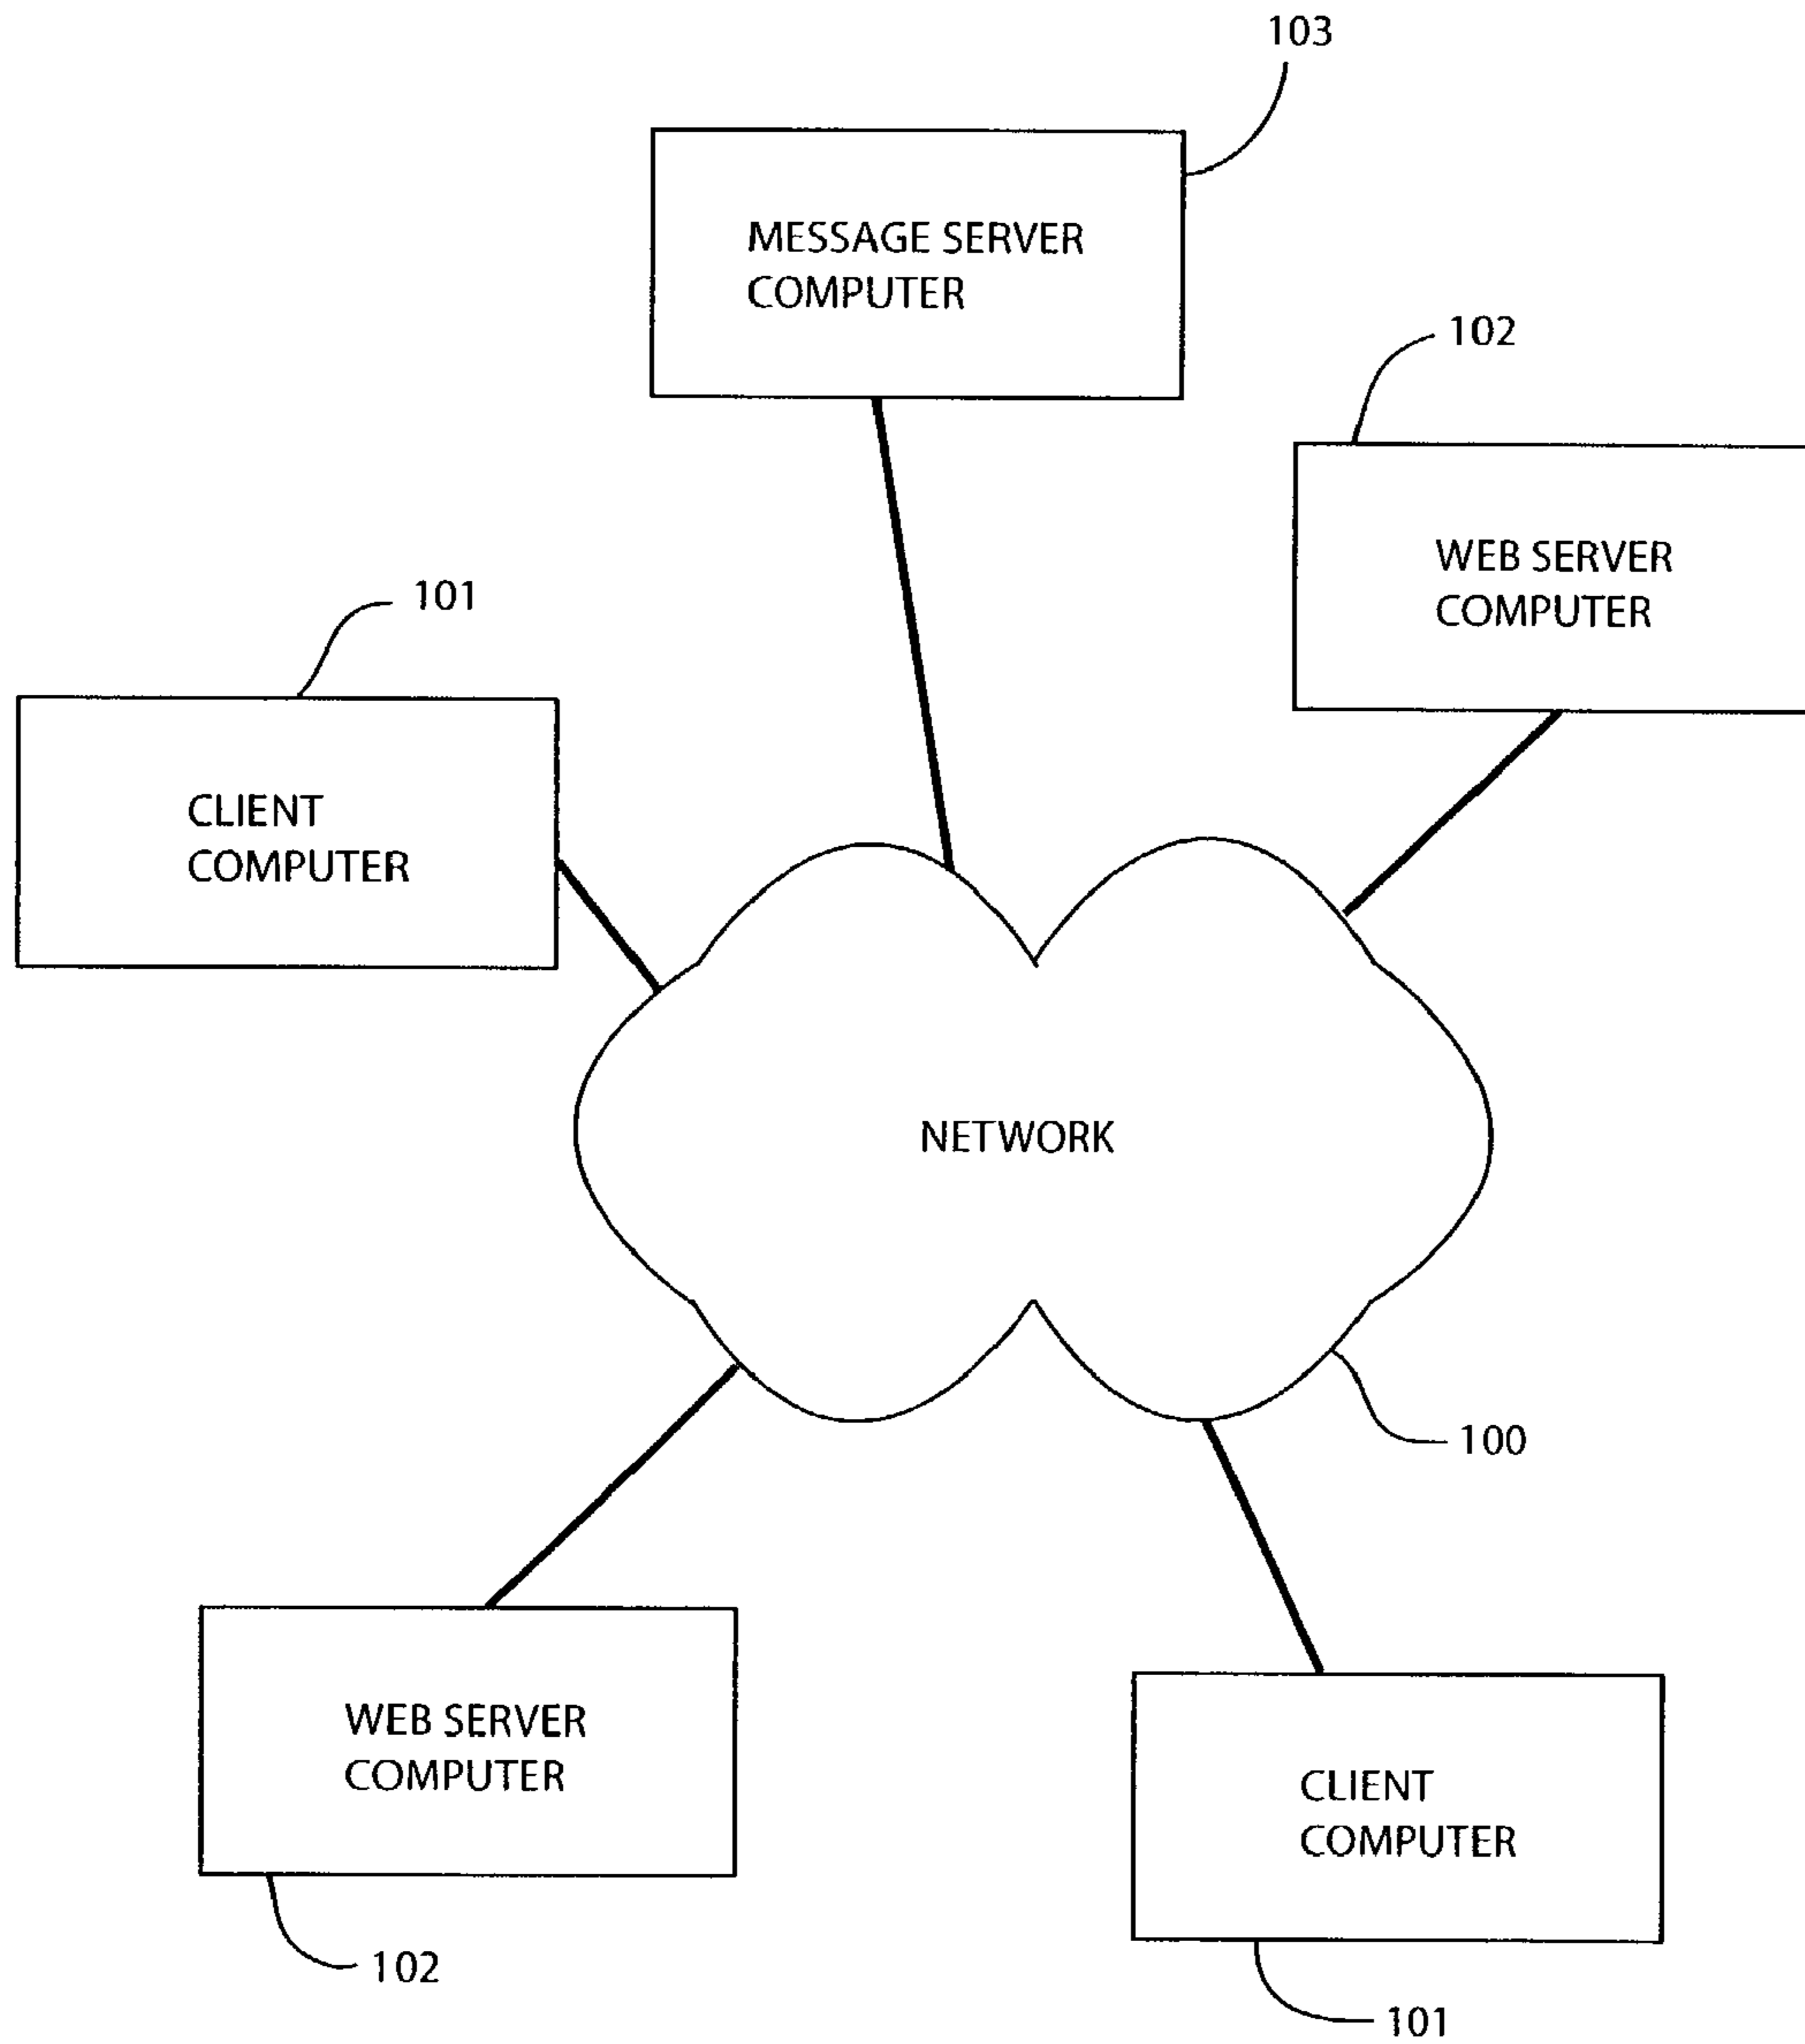 103
MESSAGE SERVER
COMPUTER
102
WEB SERVER
COMPUTER
101
CLIENT
COMPUTER
NETWORK
100
WEB SERVER
COMPUTER
CLIENT
COMPUTER
102
101